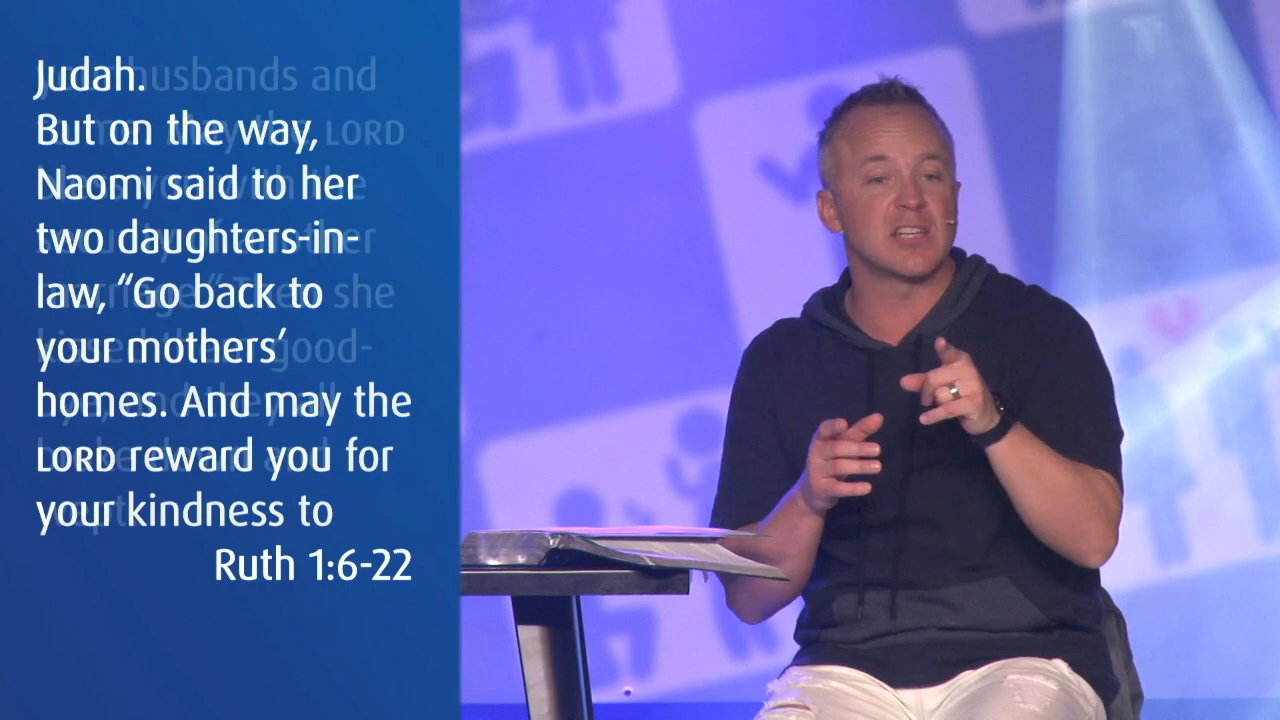 Judah.
But on the way,
Naomi said to her
two daughters-in-
law, “Go back to
your mothers’
homes. And may the
LORD reward you for
your kindness to
Ruth 1:6-22